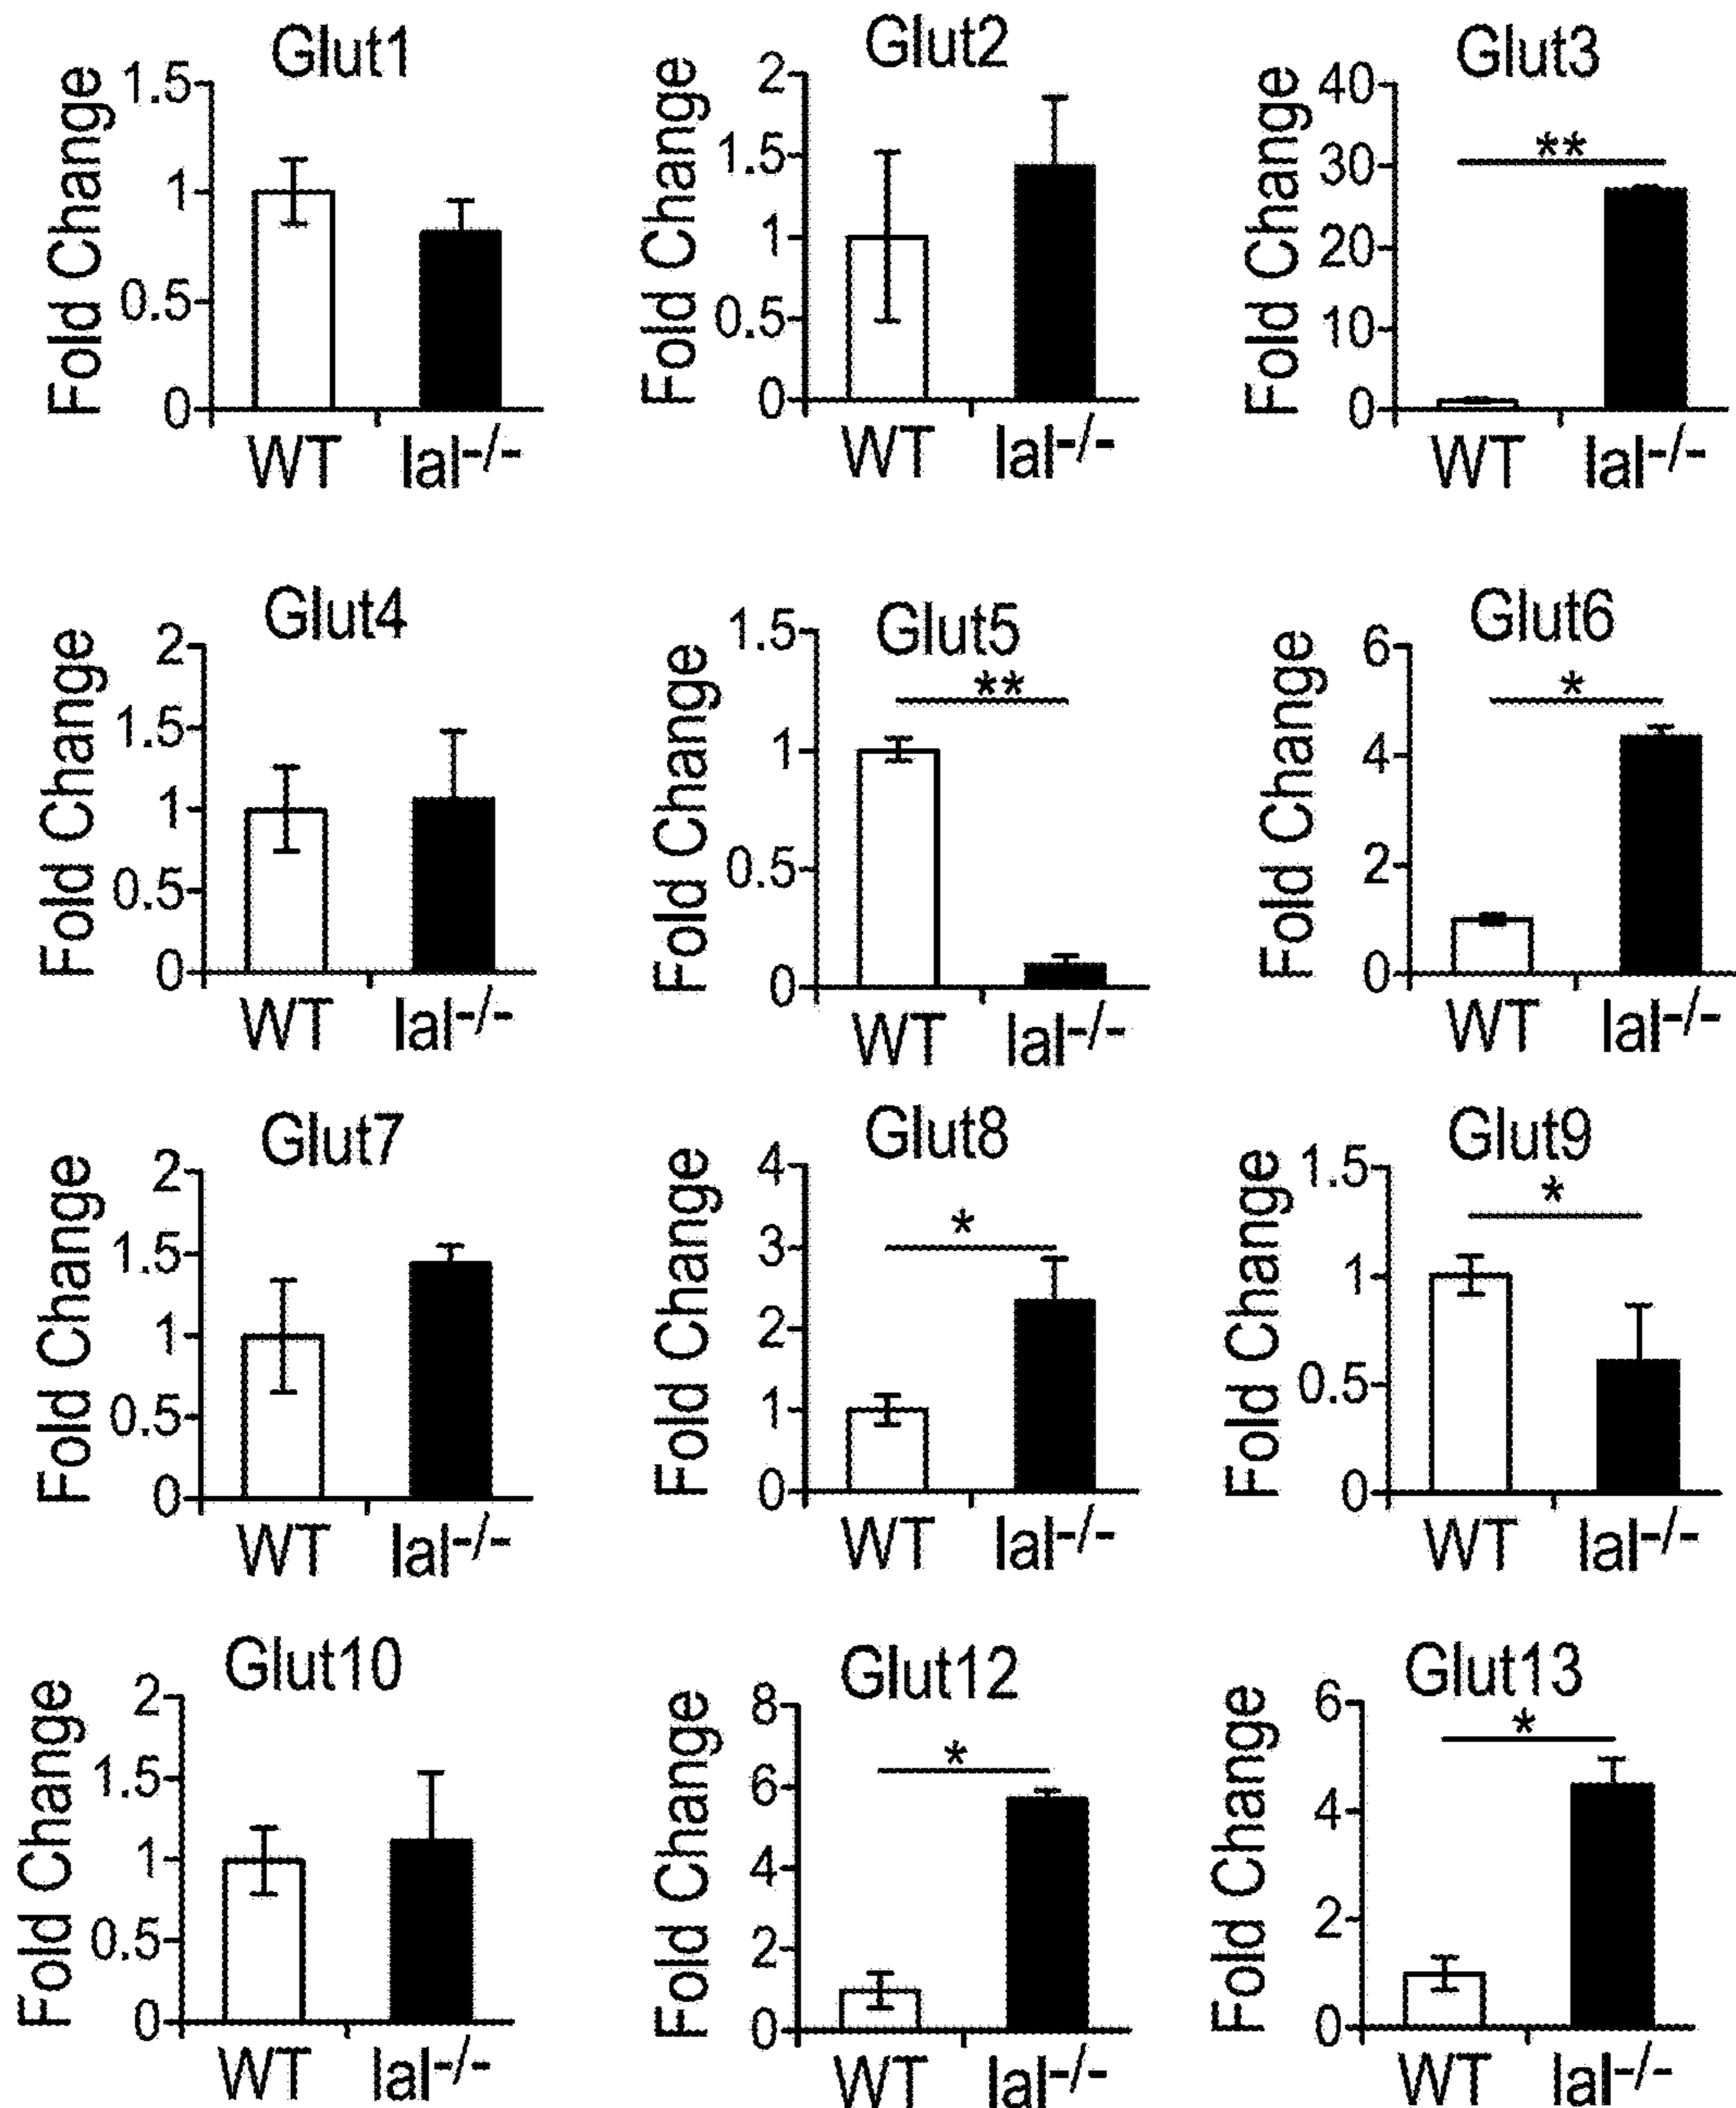 Glut1
Fold Change
1.5
1
0.5
0
WT lal-/-
Glut2
Fold Change
2
1.5
1
0.5
0
WT lal-/-
Glut3
Fold Change
40
30
20
10
0
**
WT lal-/-
Glut4
Fold Change
2
1.5
1
0.5
0
WT lal-/-
Glut5
Fold Change
1.5
1
0.5
0
**
WT lal-/-
Glut6
Fold Change
6
4
2
0
*
WT lal-/-
Glut7
Fold Change
2
1.5
1
0.5
0
WT lal-/-
Glut8
Fold Change
4
3
2
1
0
*
WT lal-/-
Glut9
Fold Change
1.5
1
0.5
0
*
WT lal-/-
Glut10
Fold Change
2
1.5
1
0.5
0
WT lal-/-
Glut12
Fold Change
8
6
4
2
0
*
WT lal-/-
Glut13
Fold Change
6
4
2
0
*
WT lal-/-